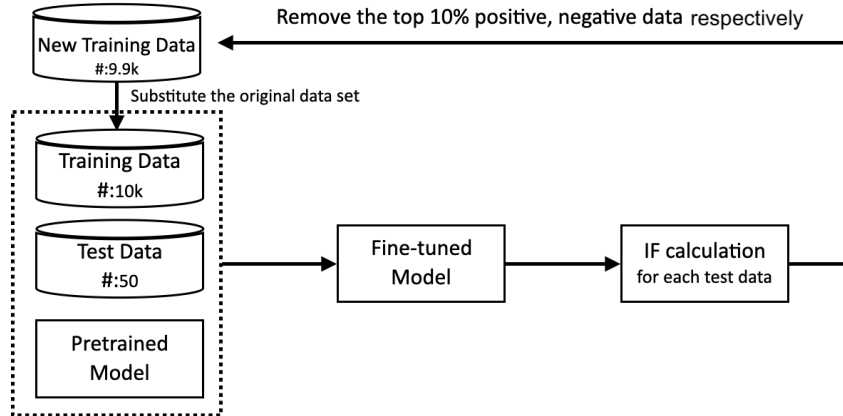 Remove the top 10% positive, negative data respectively
New Training Data
#:9.9k
Substitute the original data set
Training Data
#:10k
Test Data
#:50
Pretrained
Model
Fine-tuned
Model
IF calculation
for each test data